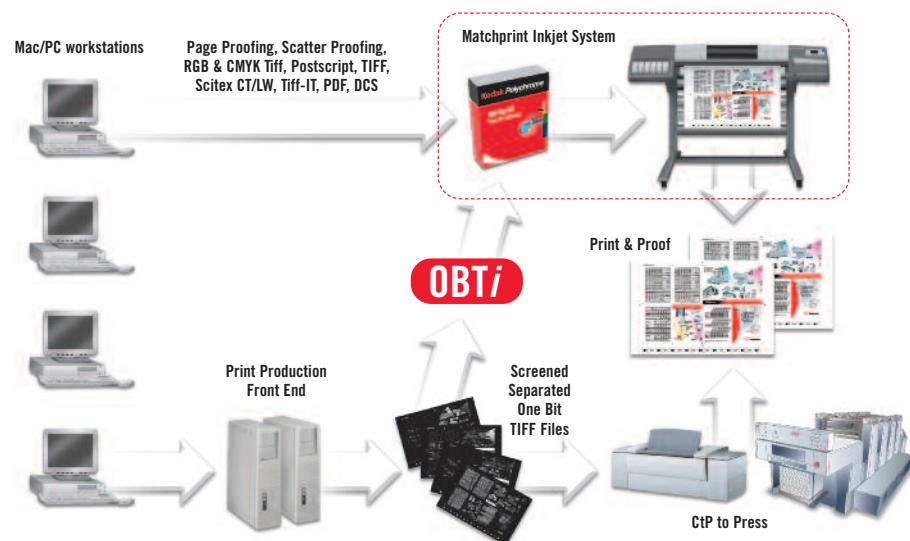 Mac/PC workstations
Page Proofing, Scatter Proofing,
RGB & CMYK Tiff, Postscript, TIFF,
Scitex CT/LW, Tiff-IT, PDF, DCS
Matchprint Inkjet System
Kodak Polychrome
Print & Proof
OBTi
Print Production
Front End
Screened
Separated
One Bit
TIFF Files
CtP to Press